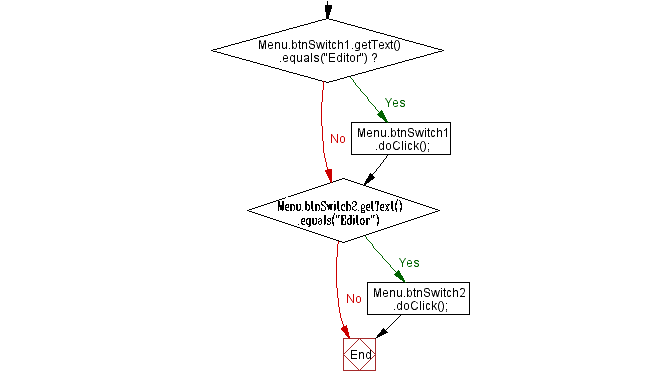 Menu.btnSwitch1.getText()
.equals("Editor") ?
Yes
No
Menu.btnSwitch1
.doClick();
Menu.btnSwitch2.getText()
.equals("Editor")
Yes
No
Menu.btnSwitch2
.doClick();
End